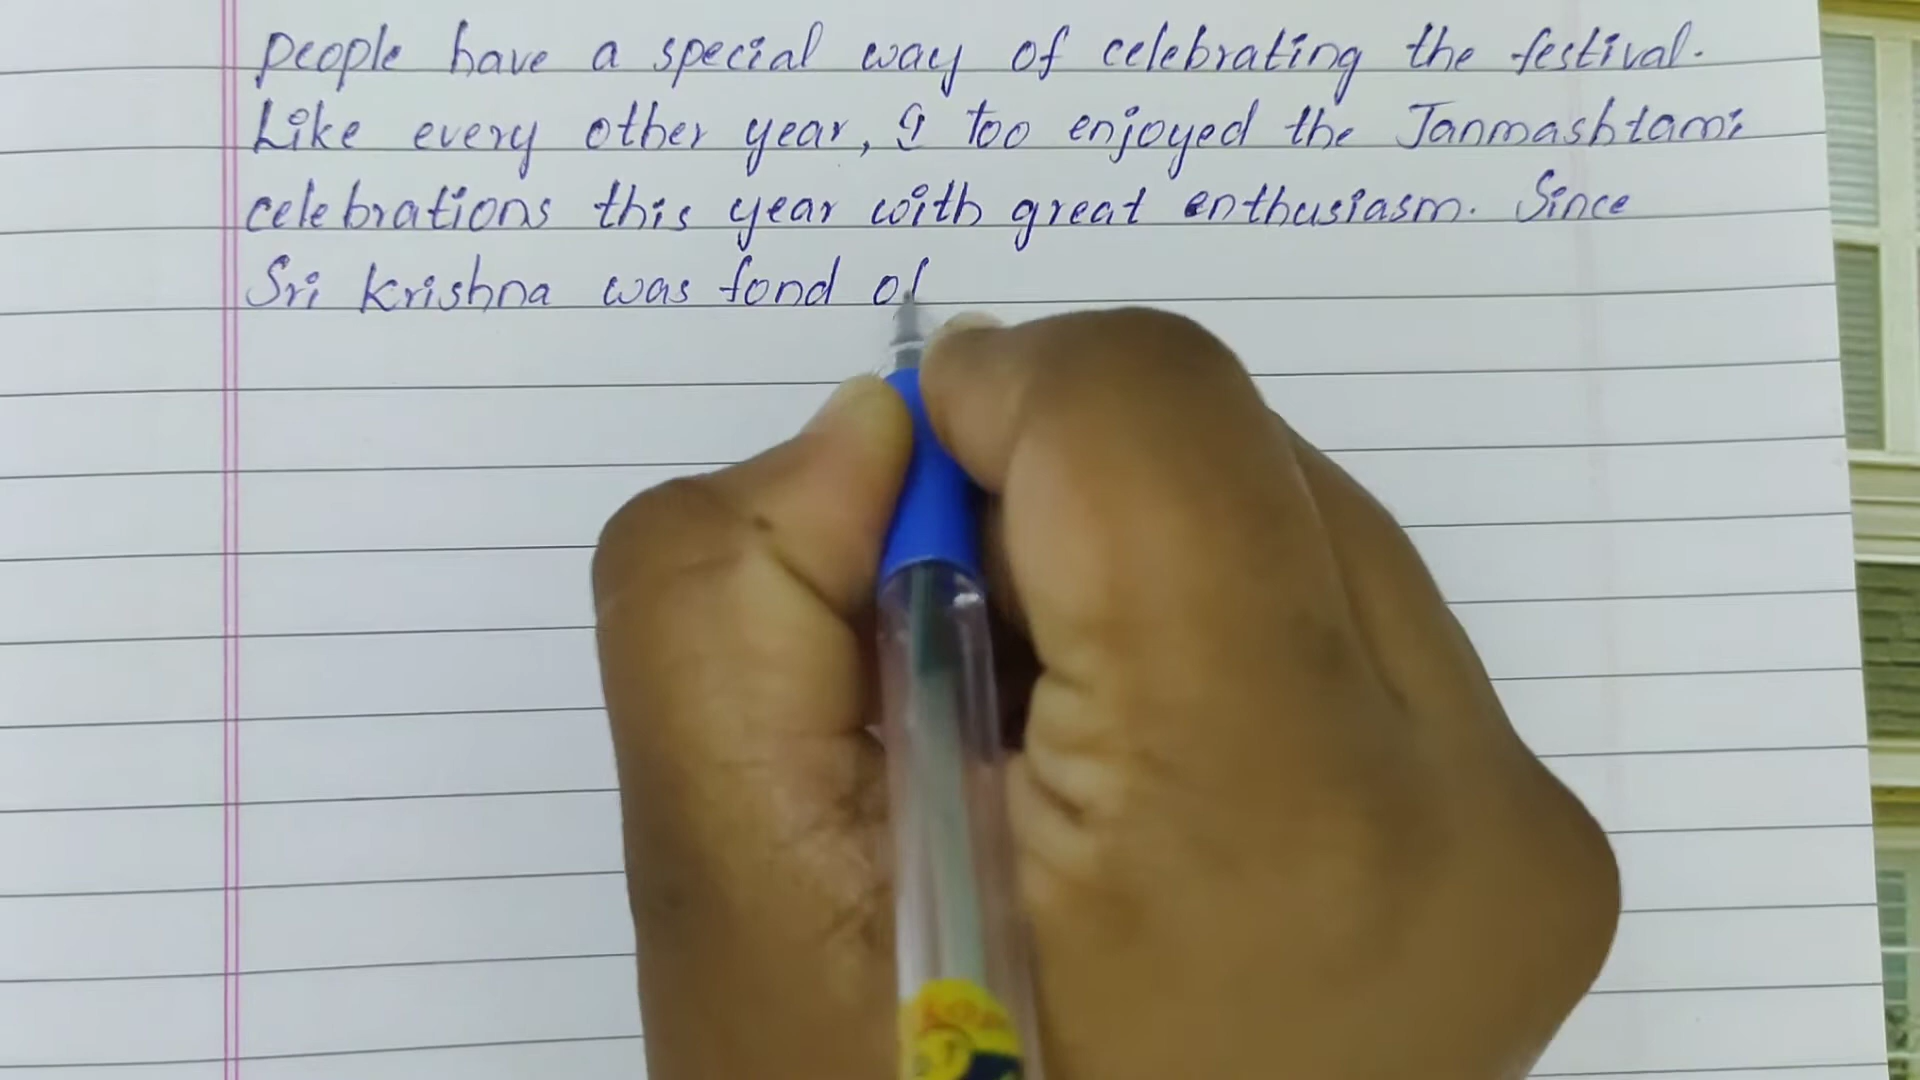 people have a special way of celebrating the festival.
Like every other year, I too enjoyed the Janmashtami
celebrations this year with great enthusiasm. Since
Sri Krishna was fond of